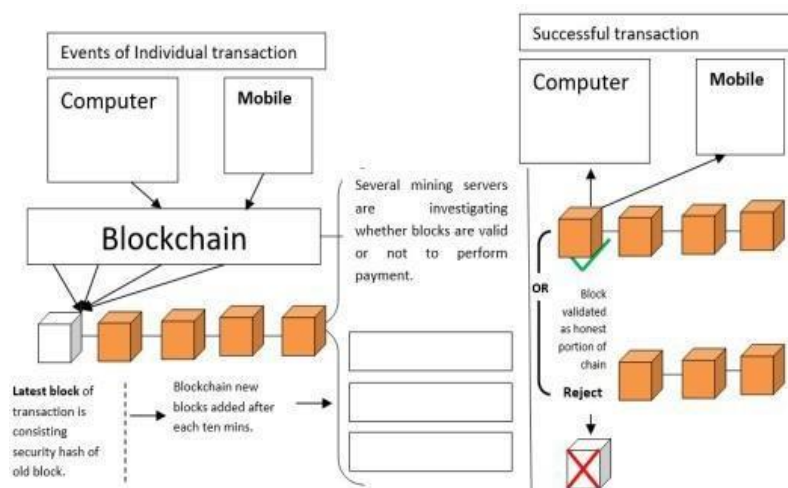 Events of Individual transaction
Computer
Mobile
Blockchain
Latest block of
transaction is
consisting
security hash of
old block.
Blockchain new
blocks added after
each ten mins.
Several mining servers
are investigating
whether blocks are valid
or not to perform
payment.
Successful transaction
Computer
Mobile
OR
Block
validated
as honest
portion of
chain
Reject